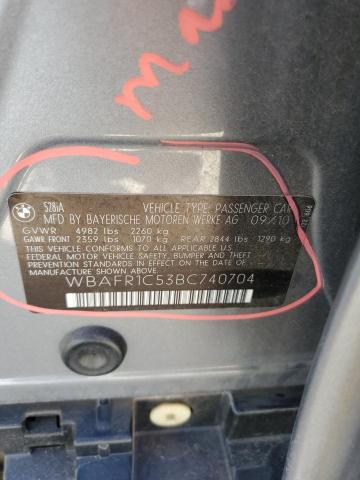 BMW
528iA VEHICLE TYPE: PASSENGER CAR
MFD BY BAYERISCHE MOTOREN WERKE AG 09/10
GVWR 4982 lbs 2260 kg
GAWR FRONT 2359 lbs 1070 kg REAR 2844 lbs 1290 kg
THIS VEHICLE CONFORMS TO ALL APPLICABLE US
FEDERAL MOTOR VEHICLE SAFETY, BUMPER AND THEFT
PREVENTION STANDARDS IN EFFECT ON THE DATE OF
MANUFACTURE SHOWN ABOVE.
WBAFR1C53BC740704